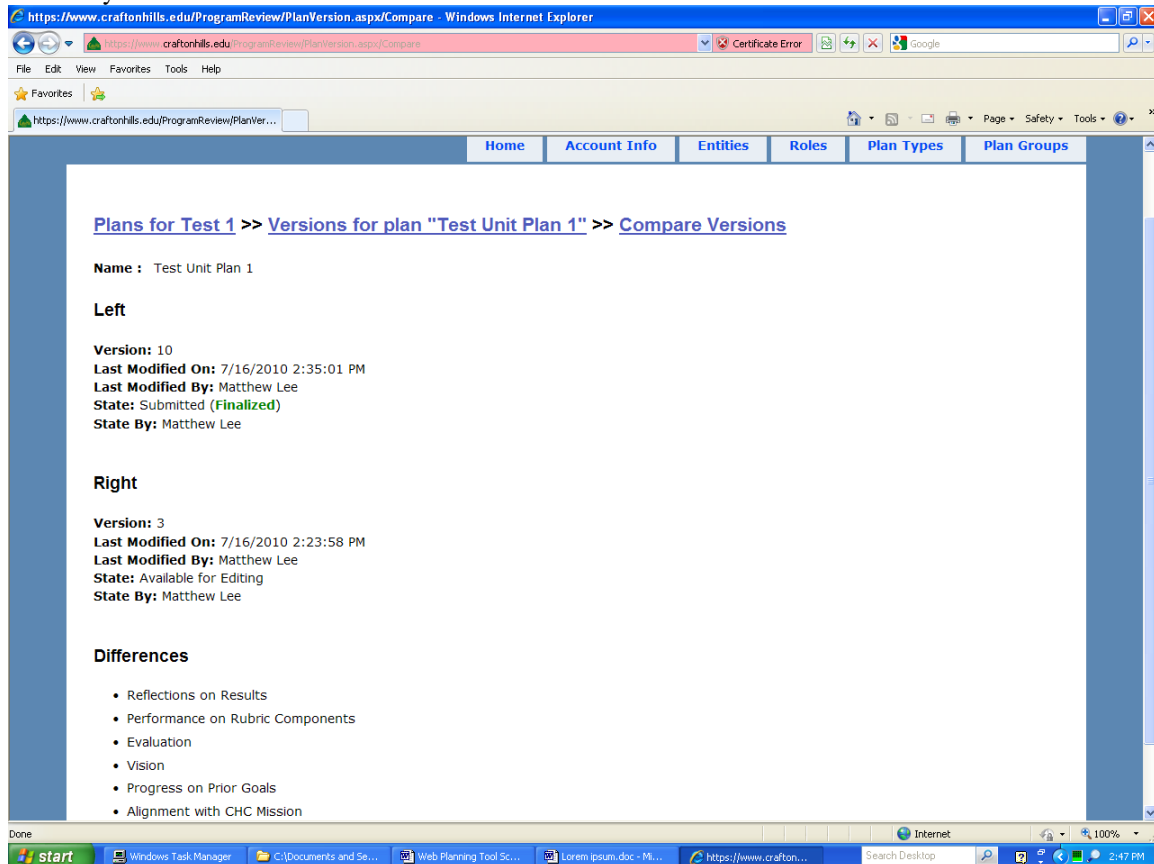 https://www.craftonhills.edu/ProgramReview/PlanVersion.aspx/Compare - Windows Internet Explorer
https://www.craftonhills.edu/ProgramReview/PlanVersion.aspx/Compare
Certificate Error
Google
File Edit View Favorites Tools Help
Favorites
https://www.craftonhills.edu/ProgramReview/PlanVer...
Page Safety Tools
Home Account Info Entities Roles Plan Types Plan Groups
Plans for Test 1 >> Versions for plan "Test Unit Plan 1" >> Compare Versions
Name : Test Unit Plan 1
Left
Version: 10
Last Modified On: 7/16/2010 2:35:01 PM
Last Modified By: Matthew Lee
State: Submitted (Finalized)
State By: Matthew Lee
Right
Version: 3
Last Modified On: 7/16/2010 2:23:58 PM
Last Modified By: Matthew Lee
State: Available for Editing
State By: Matthew Lee
Differences
• Reflections on Results
• Performance on Rubric Components
• Evaluation
• Vision
• Progress on Prior Goals
• Alignment with CHC Mission
Done
Internet
100%
start
Windows Task Manager
C:\Documents and Se...
Web Planning Tool Sc...
Lorem ipsum.doc - Mi...
https://www.crafton...
Search Desktop
2:47 PM